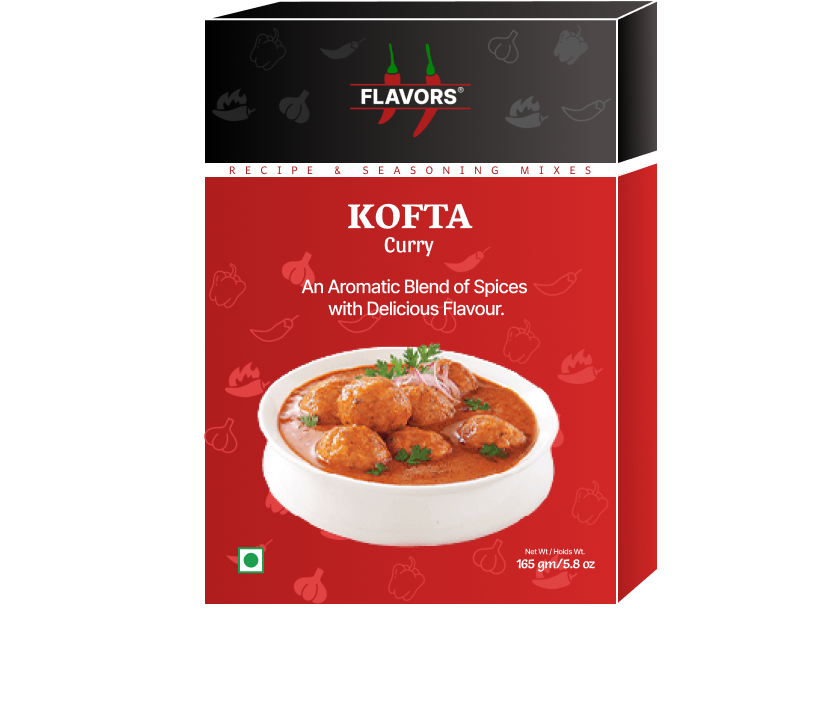 FLAVORS®
RECIPE & SEASONING MIXES
KOFTA
Curry
An Aromatic Blend of Spices
with Delicious Flavour.
Net Wt / Holds Wt.
165 gm/5.8 oz